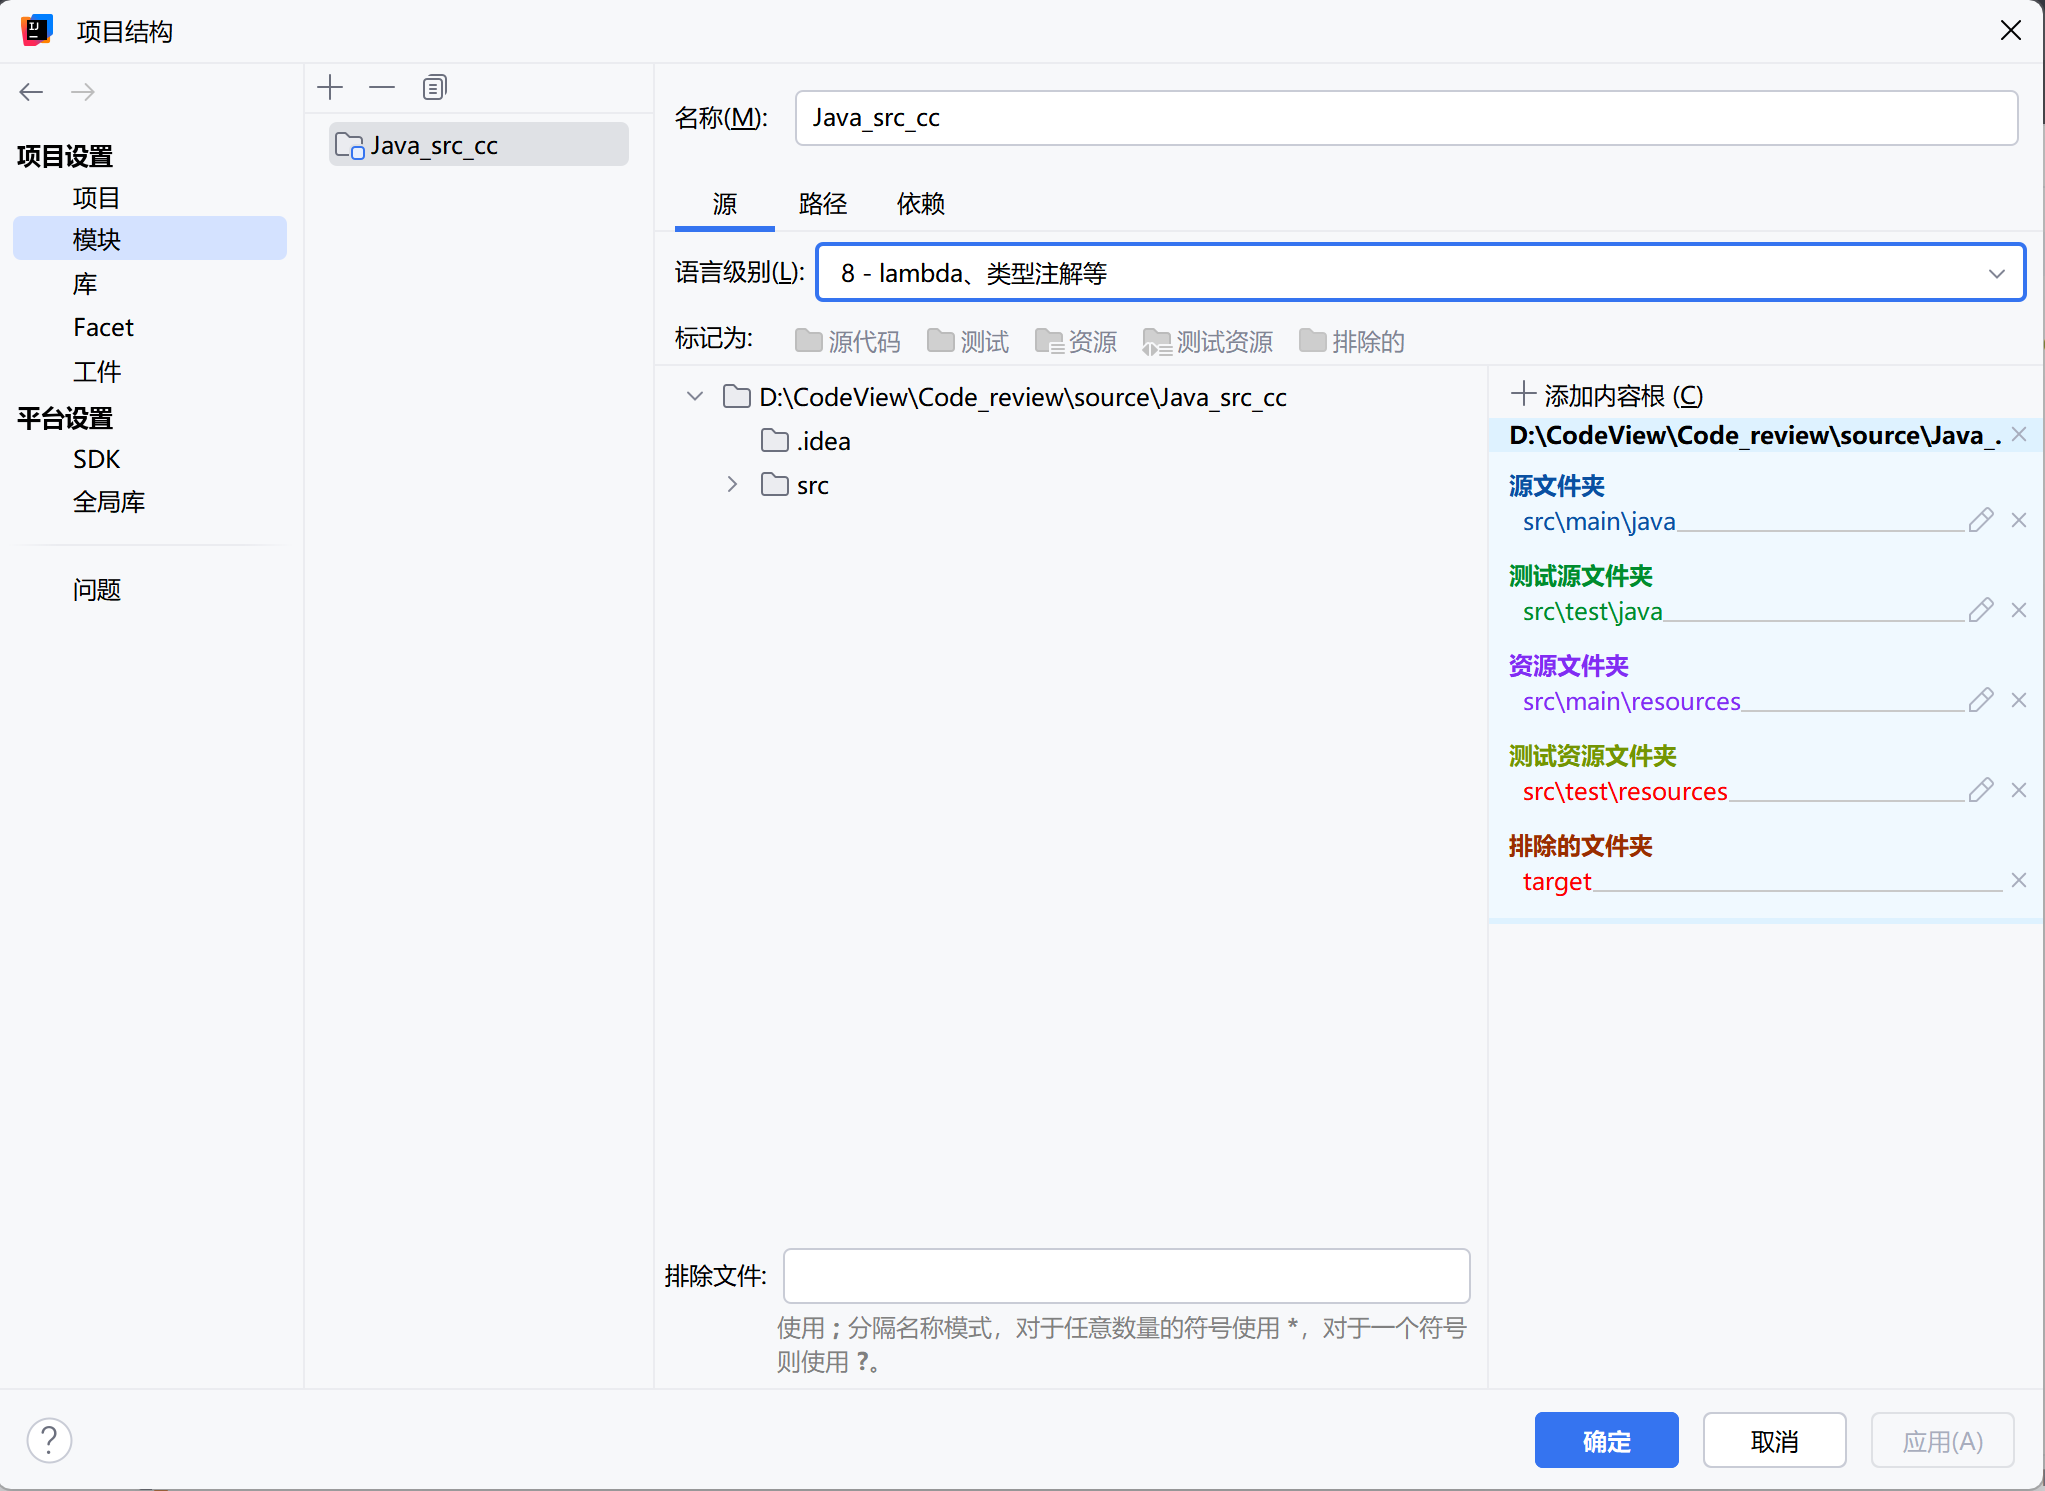 项目结构
项目设置
项目
模块
库
Facet
工件
平台设置
SDK
全局库
问题
Java_src_cc
名称(M):
Java_src_cc
源
路径
依赖
语言级别(L):
8 - lambda、类型注解等
标记为:
源代码
测试
资源
测试资源
排除的
D:\CodeView\Code_review\source\Java_src_cc
.idea
src
添加内容根 (C)
D:\CodeView\Code_review\source\Java_.
源文件夹
src\main\java
测试源文件夹
src\test\java
资源文件夹
src\main\resources
测试资源文件夹
src\test\resources
排除的文件夹
target
排除文件:
使用 ; 分隔名称模式，对于任意数量的符号使用 *，对于一个符号
则使用 ?。
?
确定
取消
应用(A)